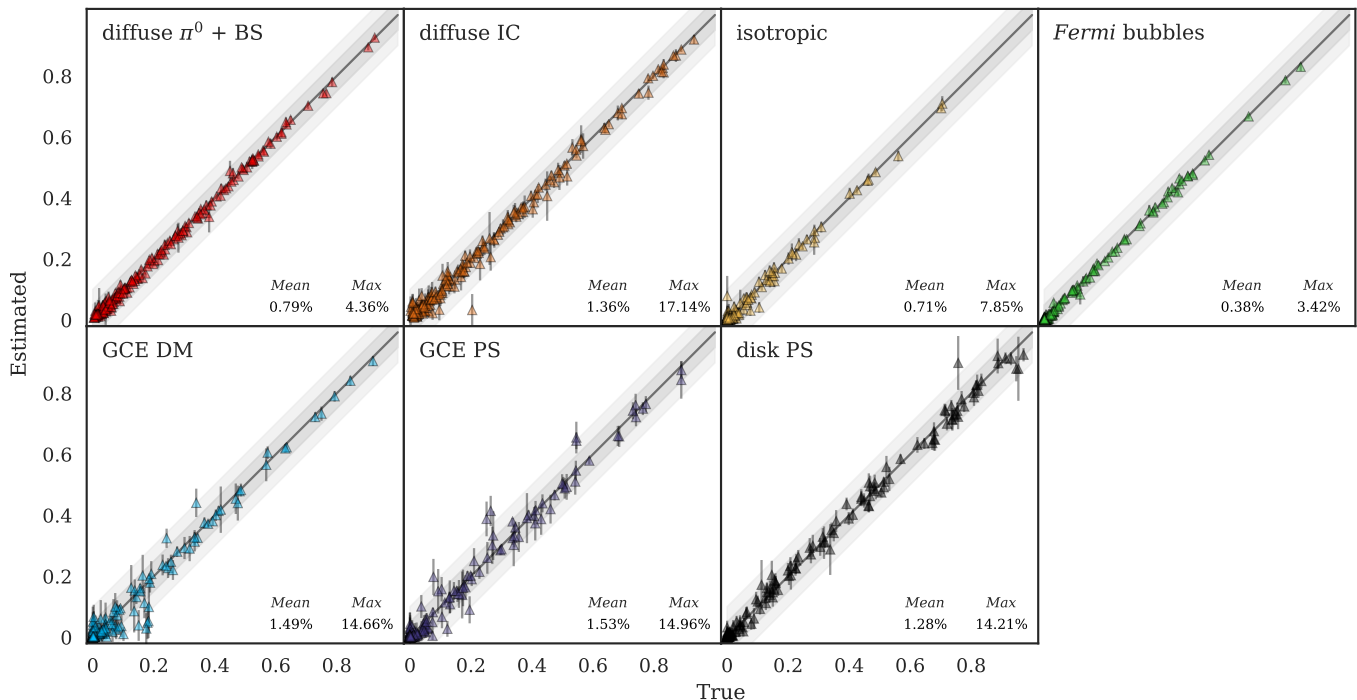 diffuse π⁰ + BS
diffuse IC
isotropic
Fermi bubbles
0.8
0.6
0.4
0.2
0
Mean Max
0.79% 4.36%
Mean Max
1.36% 17.14%
Mean Max
0.71% 7.85%
Mean Max
0.38% 3.42%
Estimated
GCE DM
GCE PS
disk PS
0.8
0.6
0.4
0.2
0
Mean Max
1.49% 14.66%
Mean Max
1.53% 14.96%
Mean Max
1.28% 14.21%
0 0.2 0.4 0.6 0.8
0 0.2 0.4 0.6 0.8
0 0.2 0.4 0.6 0.8
True